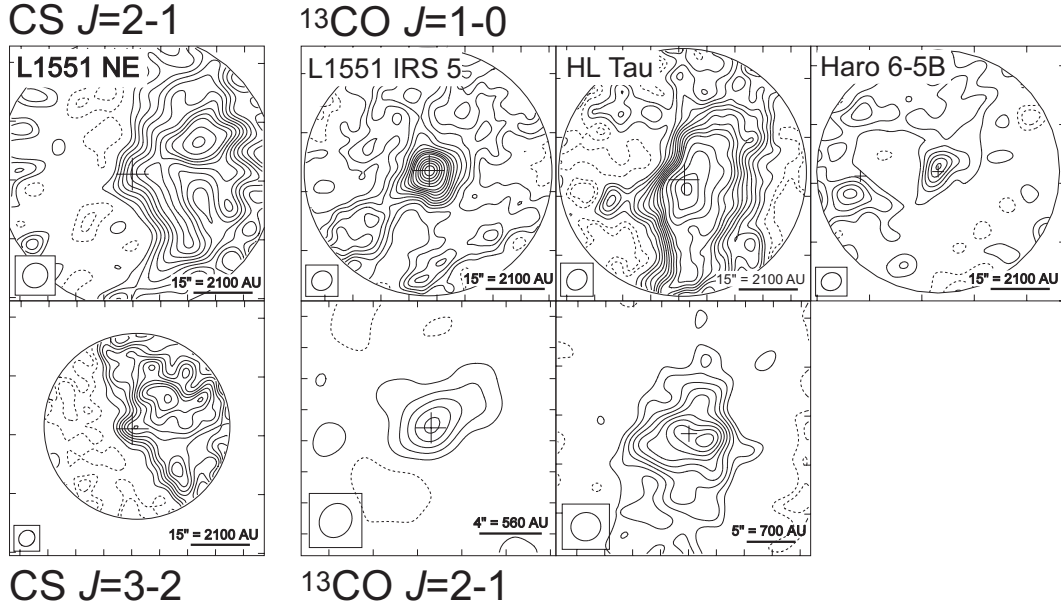 CS J=2-1
¹³CO J=1-0
L1551 NE
L1551 IRS 5
HL Tau
Haro 6-5B
15" = 2100 AU
15" = 2100 AU
15" = 2100 AU
15" = 2100 AU
15" = 2100 AU
4" = 560 AU
5" = 700 AU
CS J=3-2
¹³CO J=2-1